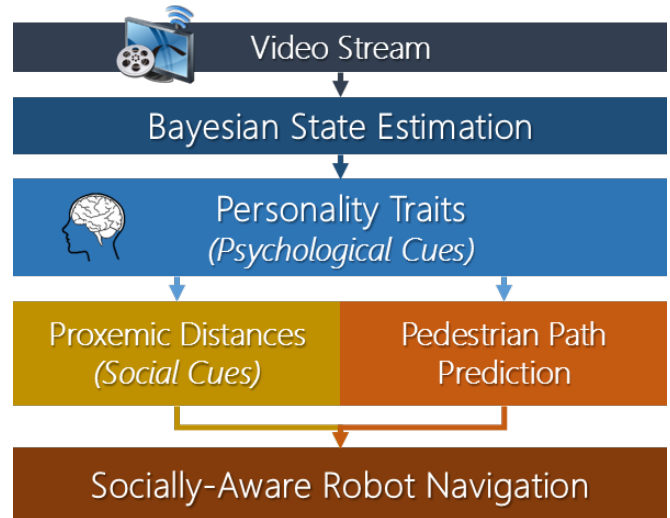 Video Stream
Bayesian State Estimation
Personality Traits
(Psychological Cues)
Proxemic Distances
(Social Cues)
Pedestrian Path
Prediction
Socially-Aware Robot Navigation